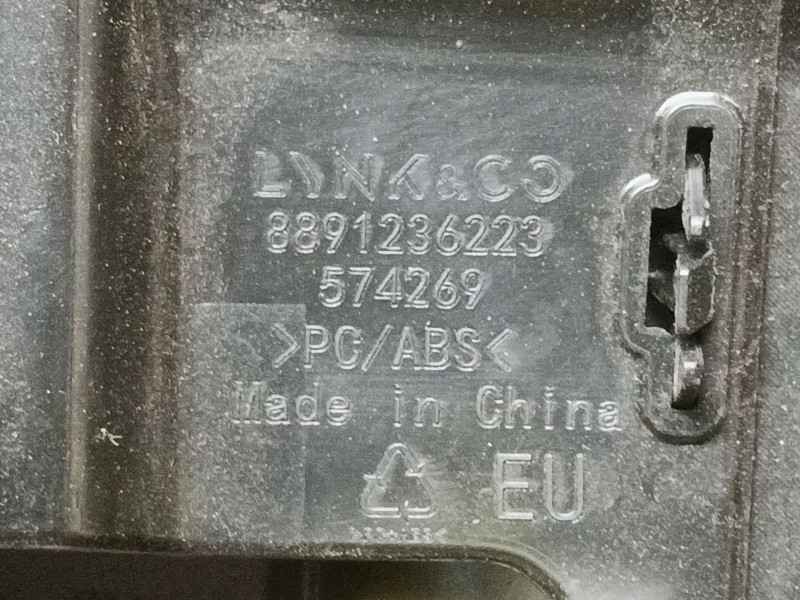 LYNK&CO
8891236223
574269
>PC/ABS<
Made in China
EU